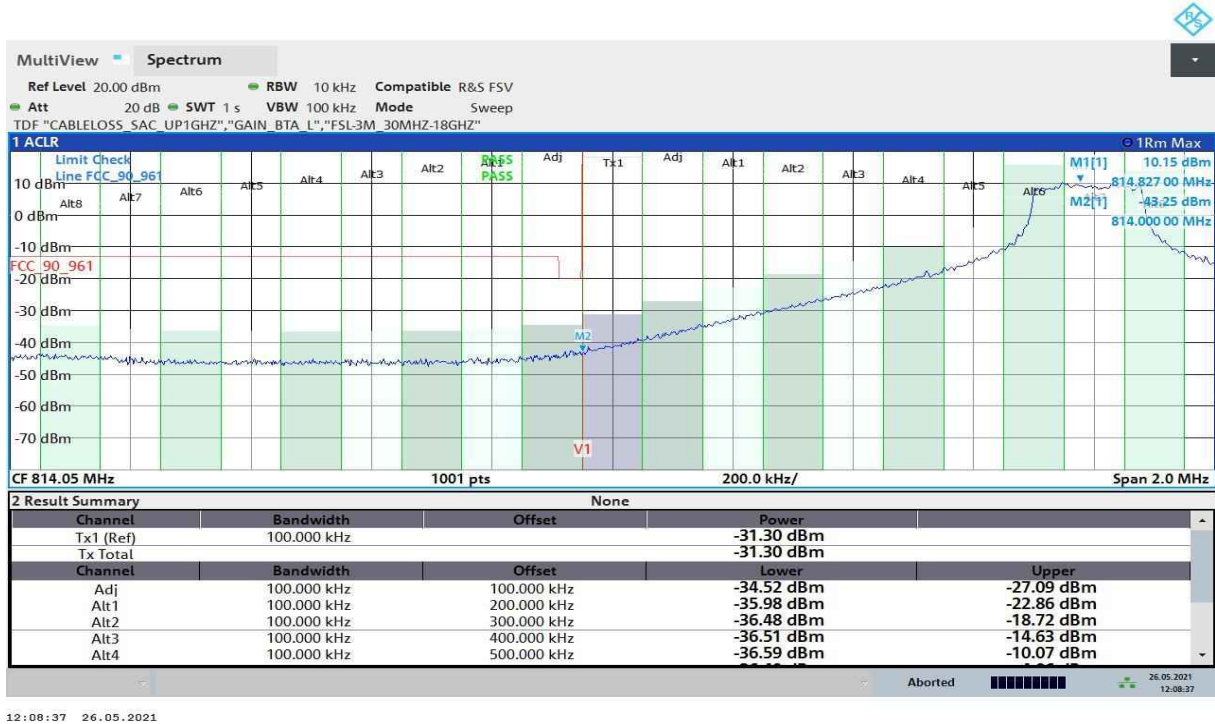 R&S
MultiView Spectrum
Ref Level 20.00 dBm RBW 10 kHz Compatible R&S FSV
Att 20 dB SWT 1 s VBW 100 kHz Mode Sweep
TDF "CABLELOSS_SAC_UP1GHZ","GAIN_BTA_L","FSL-3M_30MHZ-18GHZ"
1 ACLR 1Rm Max
Limit Check PASS
Line FCC_90_961 PASS
M1[1] 10.15 dBm
814.827 00 MHz
M2[1] -43.25 dBm
814.000 00 MHz
Alt8 Alt7 Alt6 Alt5 Alt4 Alt3 Alt2 Alt1 Adj Tx1 Adj Alt1 Alt2 Alt3 Alt4 Alt5 Alt6
10 dBm
0 dBm
-10 dBm
FCC_90_961
-20 dBm
-30 dBm
M2
-40 dBm
-50 dBm
-60 dBm
-70 dBm
V1
CF 814.05 MHz 1001 pts 200.0 kHz/ Span 2.0 MHz
2 Result Summary None
Channel Bandwidth Offset Power
Tx1 (Ref) 100.000 kHz -31.30 dBm
Tx Total -31.30 dBm
Channel Bandwidth Offset Lower Upper
Adj 100.000 kHz 100.000 kHz -34.52 dBm -27.09 dBm
Alt1 100.000 kHz 200.000 kHz -35.98 dBm -22.86 dBm
Alt2 100.000 kHz 300.000 kHz -36.48 dBm -18.72 dBm
Alt3 100.000 kHz 400.000 kHz -36.51 dBm -14.63 dBm
Alt4 100.000 kHz 500.000 kHz -36.59 dBm -10.07 dBm
Aborted 26.05.2021
12:08:37
12:08:37 26.05.2021